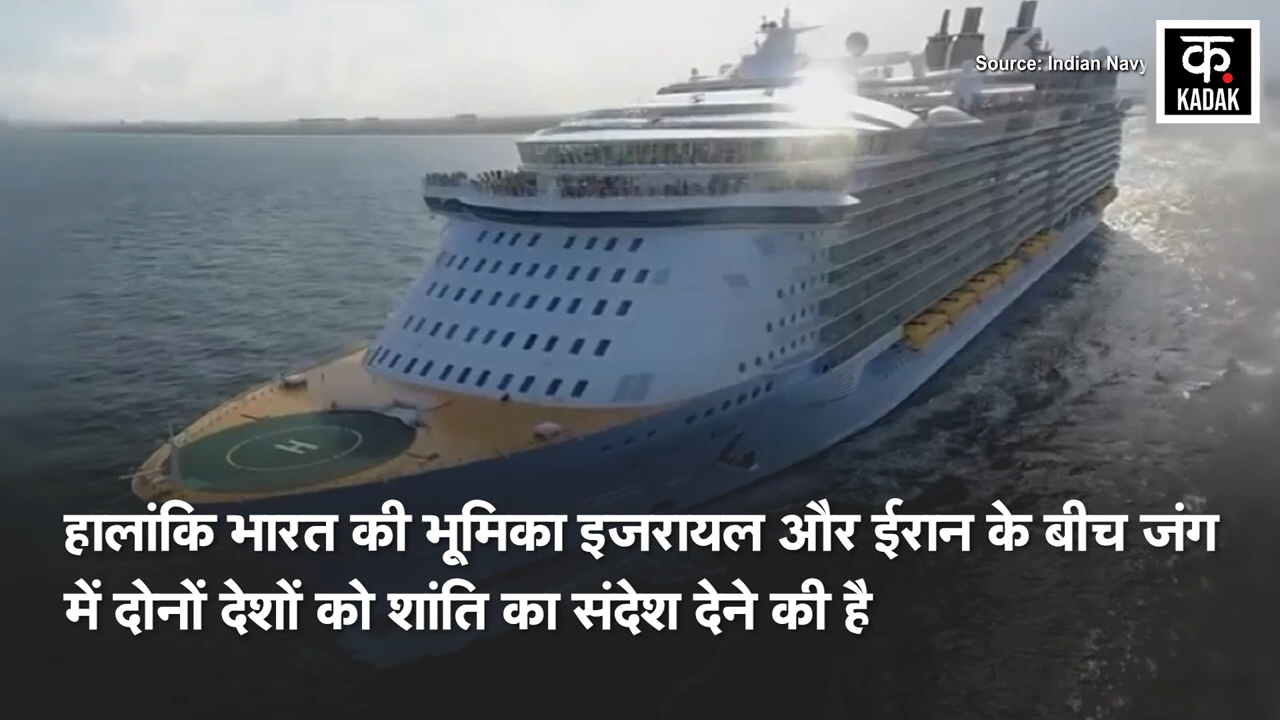 Source: Indian Navy
क
KADAK
हालांकि भारत की भूमिका इजरायल और ईरान के बीच जंग
में दोनों देशों को शांति का संदेश देने की है
H